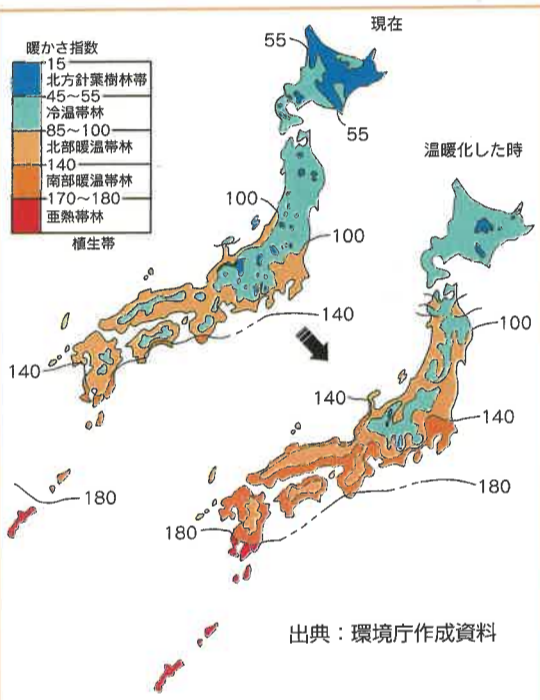 現在
暖かさ指数
15
北方針葉樹林帯
45〜55
冷温帯林
85〜100
北部暖温帯林
140
南部暖温帯林
170〜180
亜熱帯林
植生帯
55
55
100
100
140
140
180
温暖化した時
100
140
140
180
180
出典：環境庁作成資料